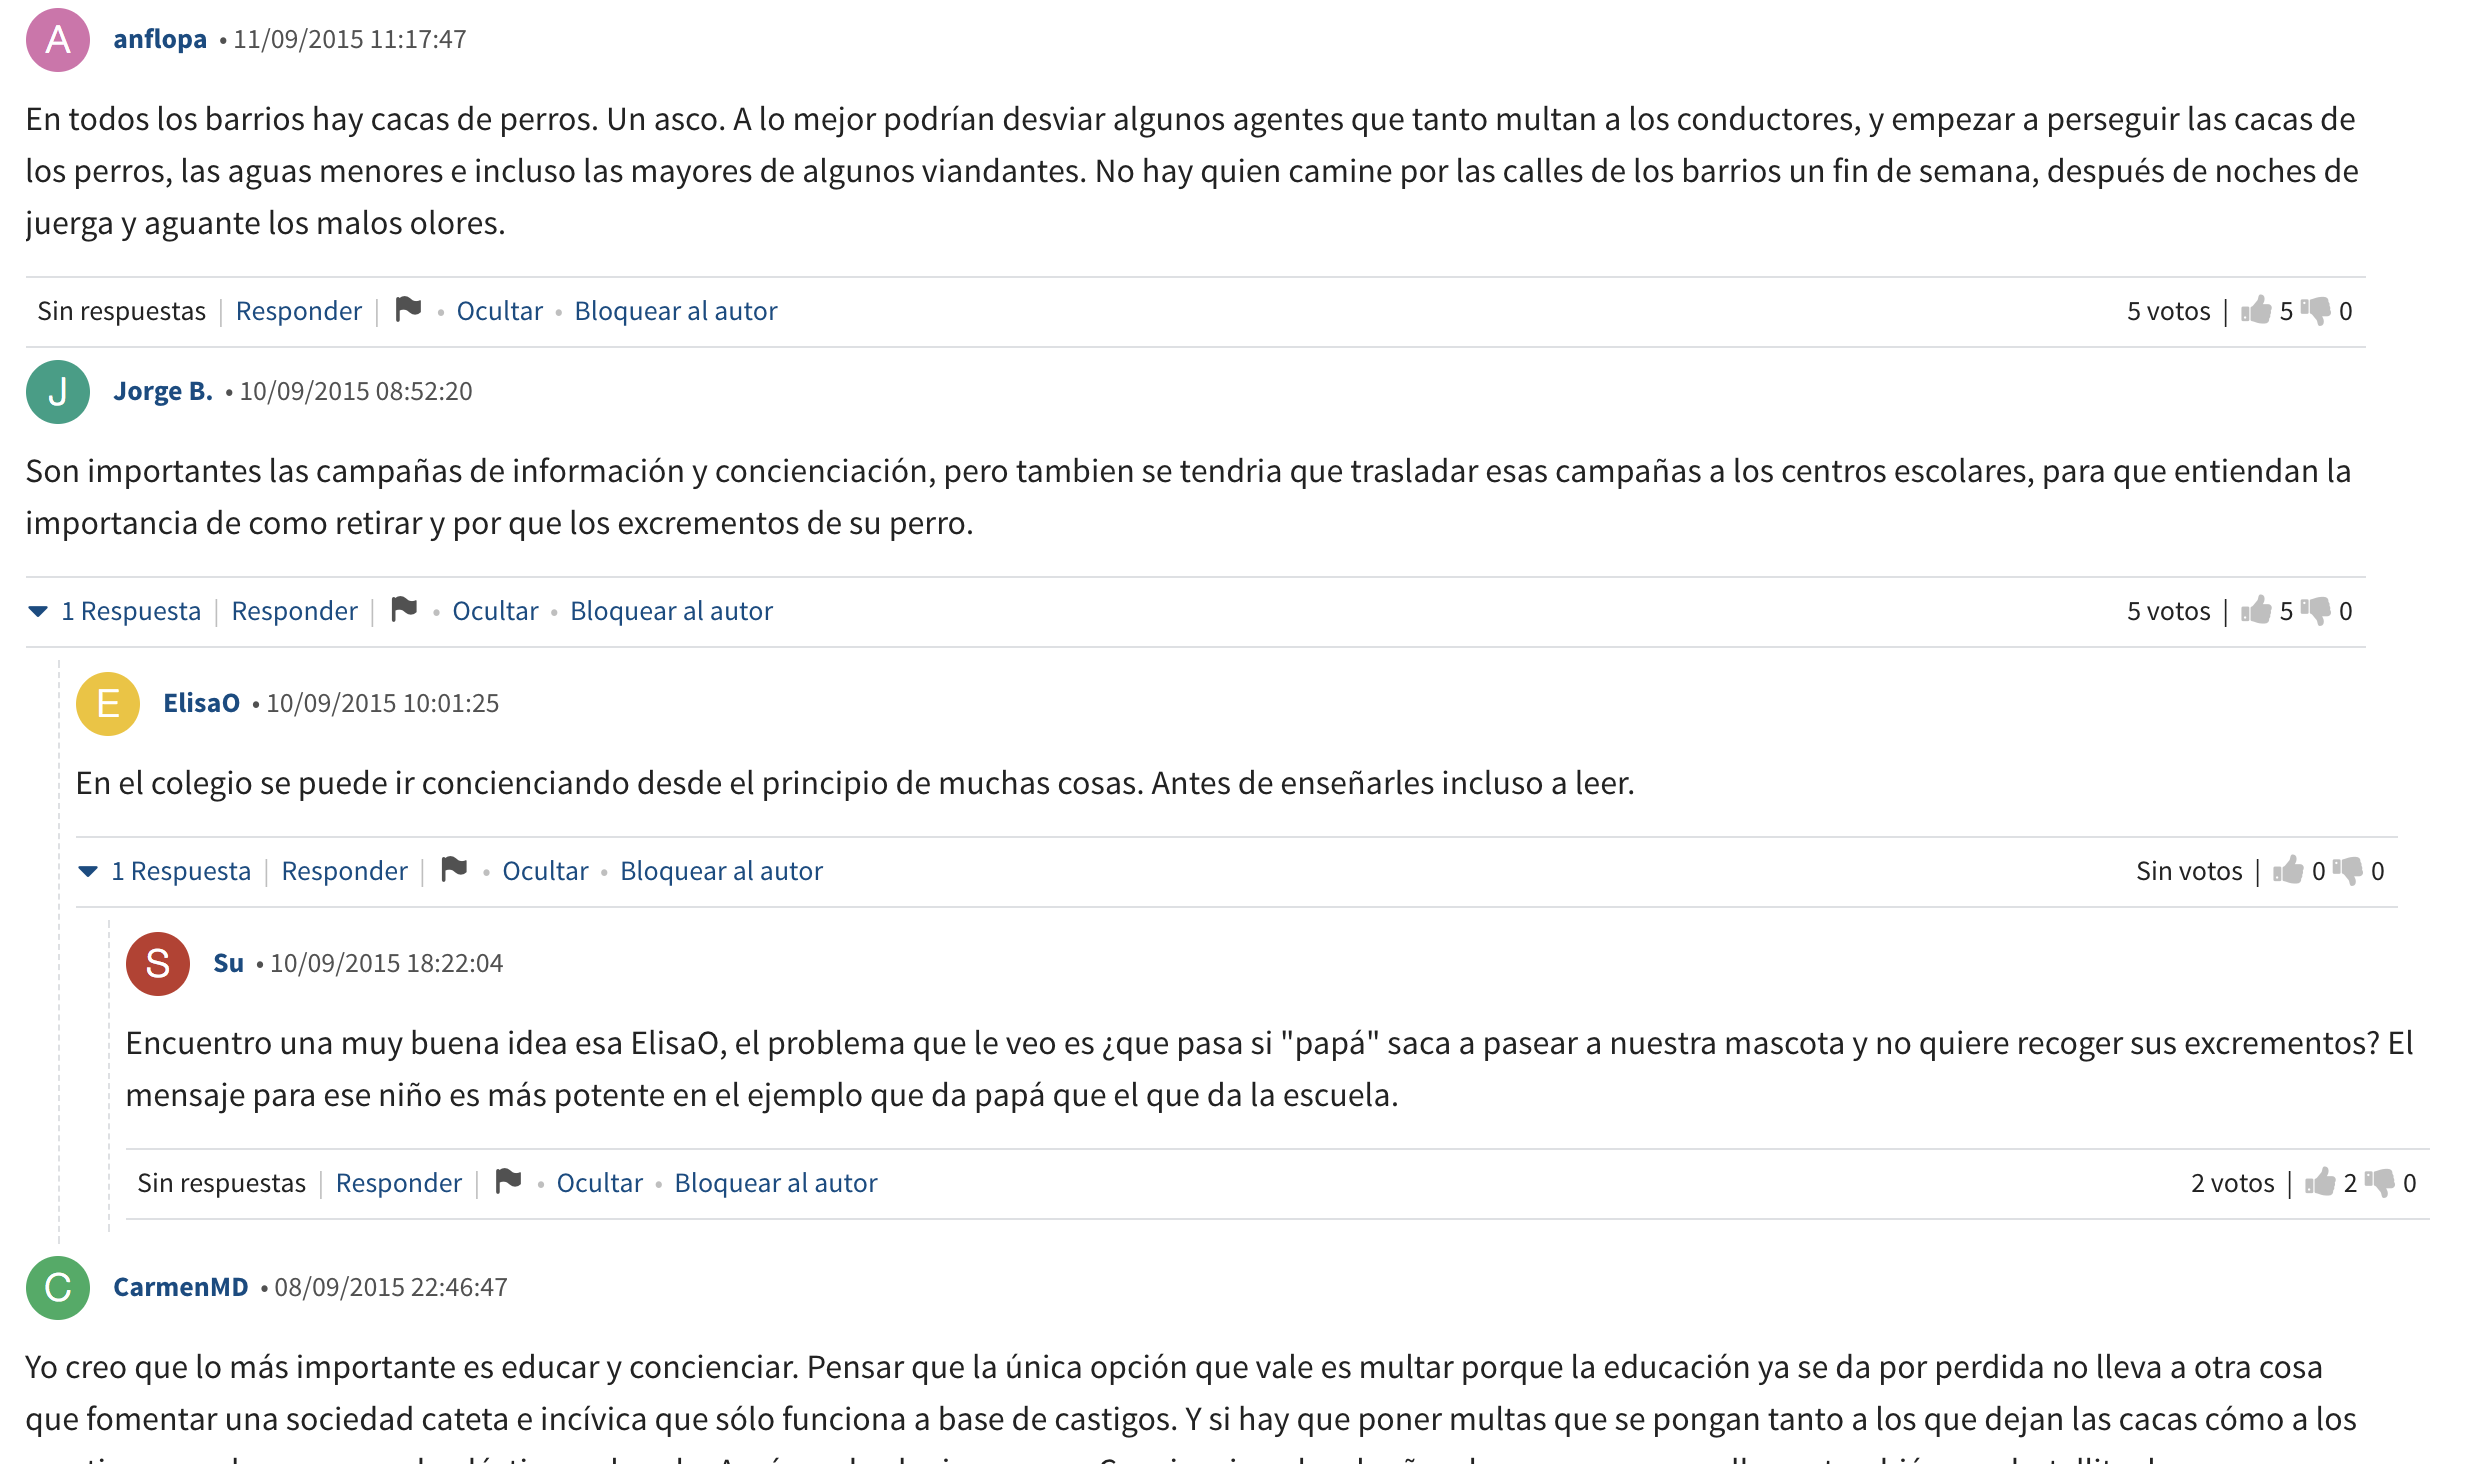 A anflopa • 11/09/2015 11:17:47
En todos los barrios hay cacas de perros. Un asco. A lo mejor podrían desviar algunos agentes que tanto multan a los conductores, y empezar a perseguir las cacas de
los perros, las aguas menores e incluso las mayores de algunos viandantes. No hay quien camine por las calles de los barrios un fin de semana, después de noches de
juerga y aguante los malos olores.
Sin respuestas | Responder | • Ocultar • Bloquear al autor 5 votos | 5 0
J Jorge B. • 10/09/2015 08:52:20
Son importantes las campañas de información y concienciación, pero tambien se tendria que trasladar esas campañas a los centros escolares, para que entiendan la
importancia de como retirar y por que los excrementos de su perro.
1 Respuesta | Responder | • Ocultar • Bloquear al autor 5 votos | 5 0
E ElisaO • 10/09/2015 10:01:25
En el colegio se puede ir concienciando desde el principio de muchas cosas. Antes de enseñarles incluso a leer.
1 Respuesta | Responder | • Ocultar • Bloquear al autor Sin votos | 0 0
S Su • 10/09/2015 18:22:04
Encuentro una muy buena idea esa ElisaO, el problema que le veo es ¿que pasa si "papá" saca a pasear a nuestra mascota y no quiere recoger sus excrementos? El
mensaje para ese niño es más potente en el ejemplo que da papá que el que da la escuela.
Sin respuestas | Responder | • Ocultar • Bloquear al autor 2 votos | 2 0
C CarmenMD • 08/09/2015 22:46:47
Yo creo que lo más importante es educar y concienciar. Pensar que la única opción que vale es multar porque la educación ya se da por perdida no lleva a otra cosa
que fomentar una sociedad cateta e incívica que sólo funciona a base de castigos. Y si hay que poner multas que se pongan tanto a los que dejan las cacas cómo a los